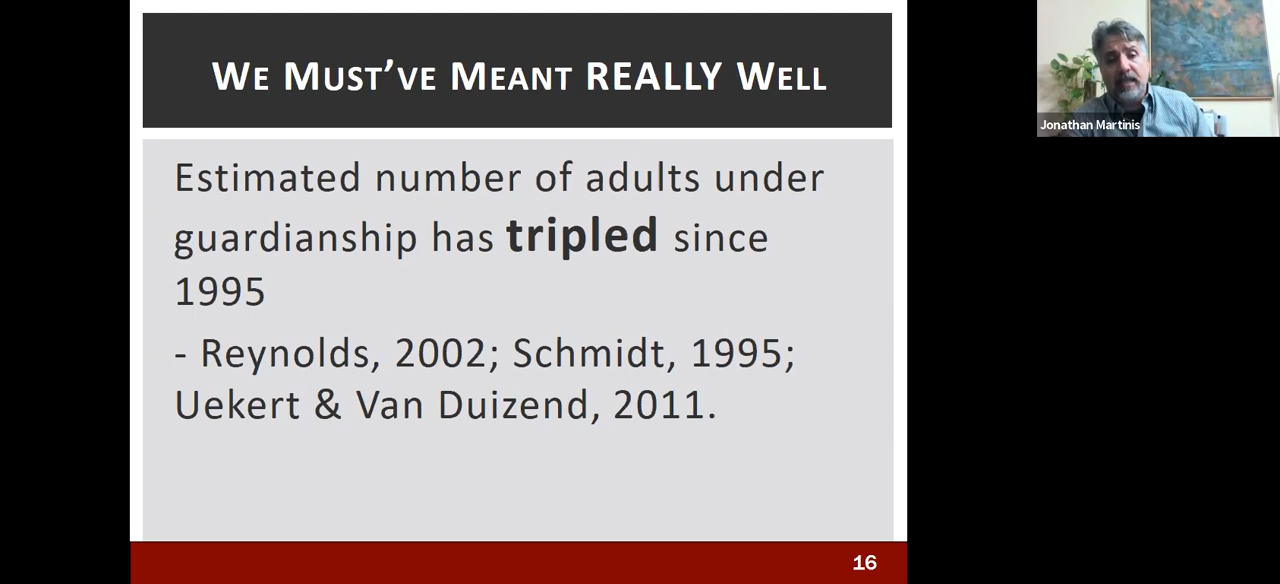 WE MUST'VE MEANT REALLY WELL
Estimated number of adults under
guardianship has tripled since
1995
- Reynolds, 2002; Schmidt, 1995;
Uekert & Van Duizend, 2011.
16
Jonathan Martinis